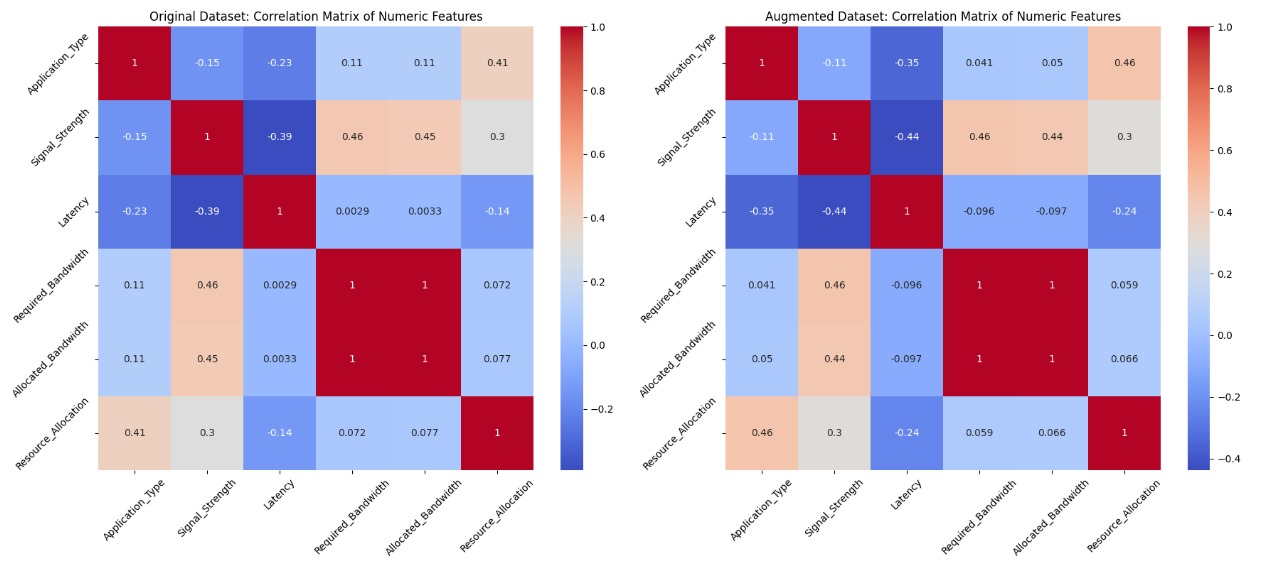 Original Dataset: Correlation Matrix of Numeric Features
Application_Type 1 -0.15 -0.23 0.11 0.11 0.41
Signal_Strength -0.15 1 -0.39 0.46 0.45 0.3
Latency -0.23 -0.39 1 0.0029 0.0033 -0.14
Required_Bandwidth 0.11 0.46 0.0029 1 1 0.072
Allocated_Bandwidth 0.11 0.45 0.0033 1 1 0.077
Resource_Allocation 0.41 0.3 -0.14 0.072 0.077 1
Application_Type Signal_Strength Latency Required_Bandwidth Allocated_Bandwidth Resource_Allocation
1.0
0.8
0.6
0.4
0.2
0.0
−0.2
Augmented Dataset: Correlation Matrix of Numeric Features
Application_Type 1 -0.11 -0.35 0.041 0.05 0.46
Signal_Strength -0.11 1 -0.44 0.46 0.44 0.3
Latency -0.35 -0.44 1 -0.096 -0.097 -0.24
Required_Bandwidth 0.041 0.46 -0.096 1 1 0.059
Allocated_Bandwidth 0.05 0.44 -0.097 1 1 0.066
Resource_Allocation 0.46 0.3 -0.24 0.059 0.066 1
Application_Type Signal_Strength Latency Required_Bandwidth Allocated_Bandwidth Resource_Allocation
1.0
0.8
0.6
0.4
0.2
0.0
−0.2
−0.4